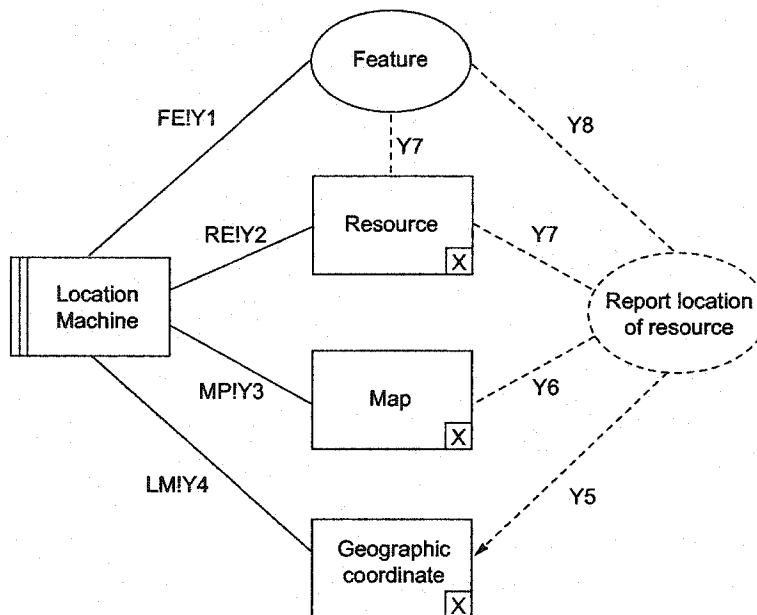 Feature
FE!Y1
Y8
Y7
Resource
X
RE!Y2
Y7
Location
Machine
Report location
of resource
Map
X
MP!Y3
Y6
LM!Y4
Y5
Geographic
coordinate
X